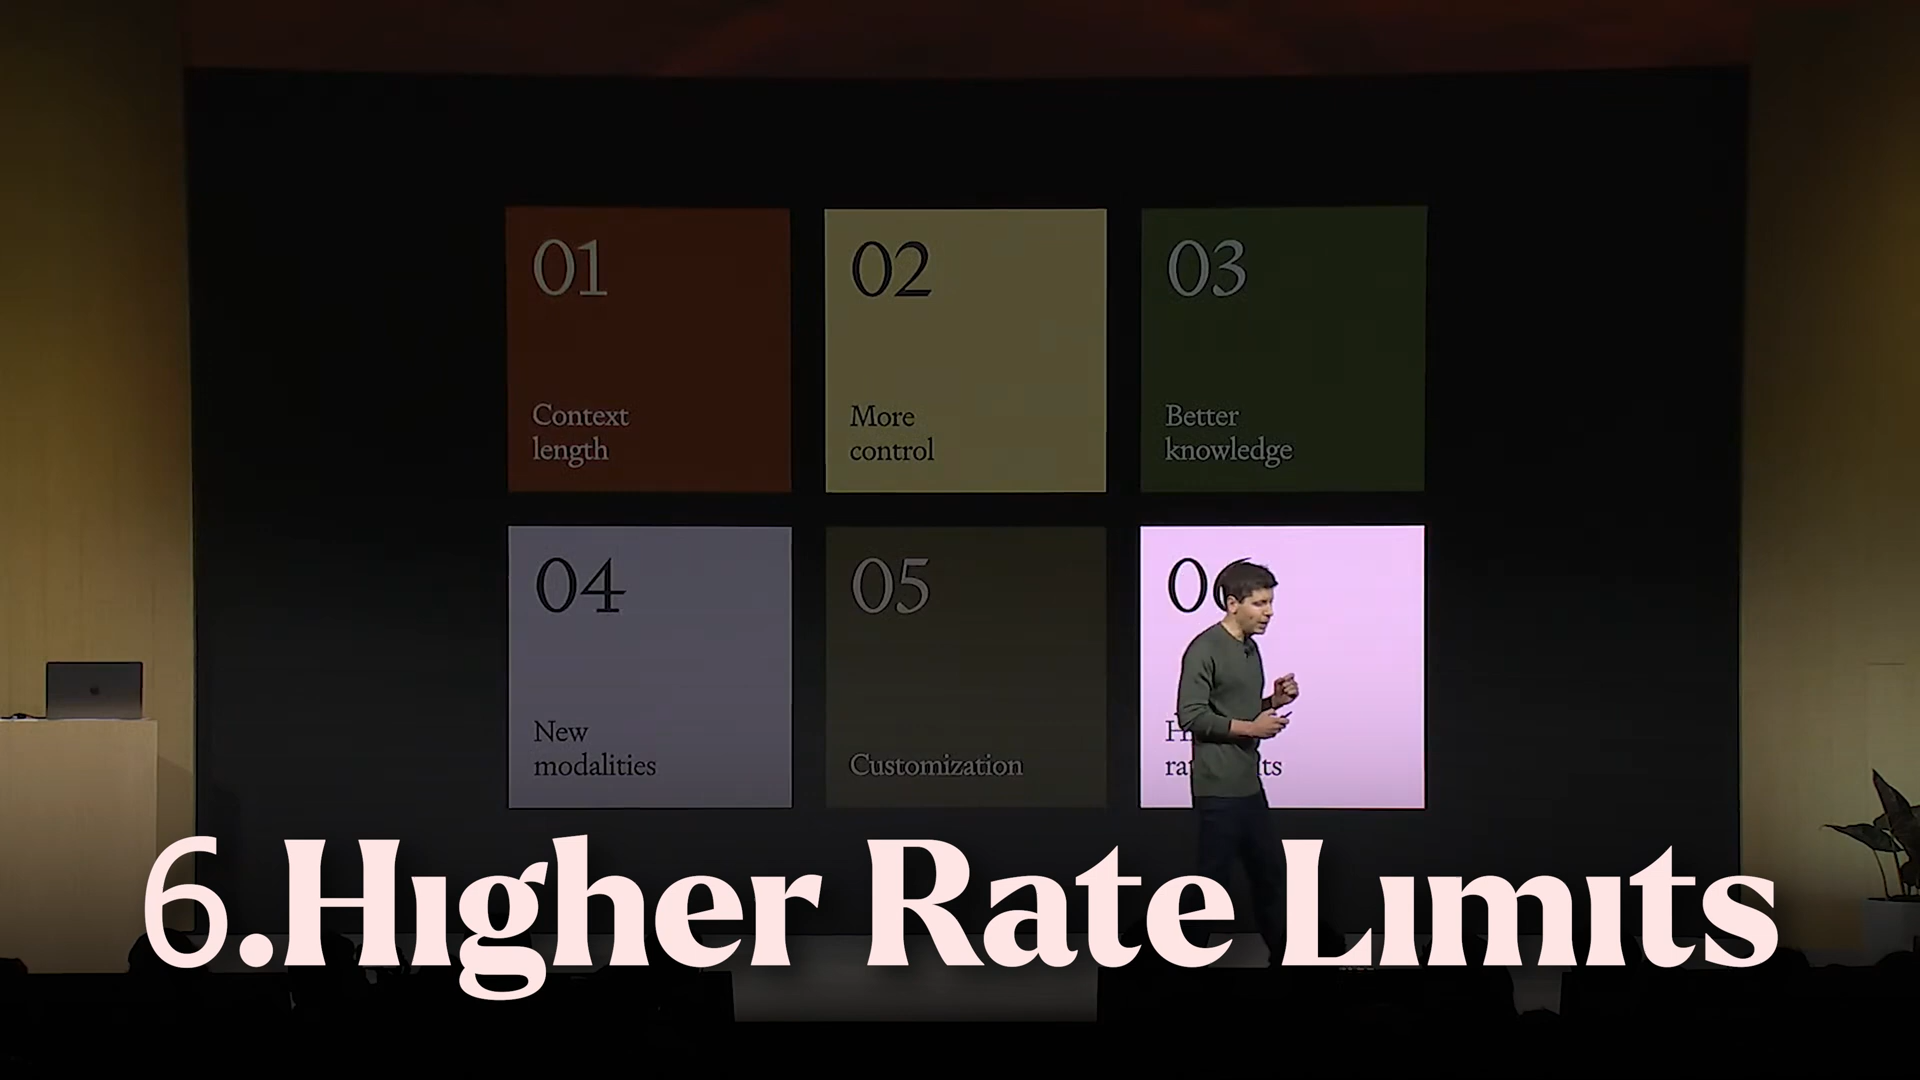 01
Context
length
02
More
control
03
Better
knowledge
04
New
modalities
05
Customization
6.Higher Rate Limits